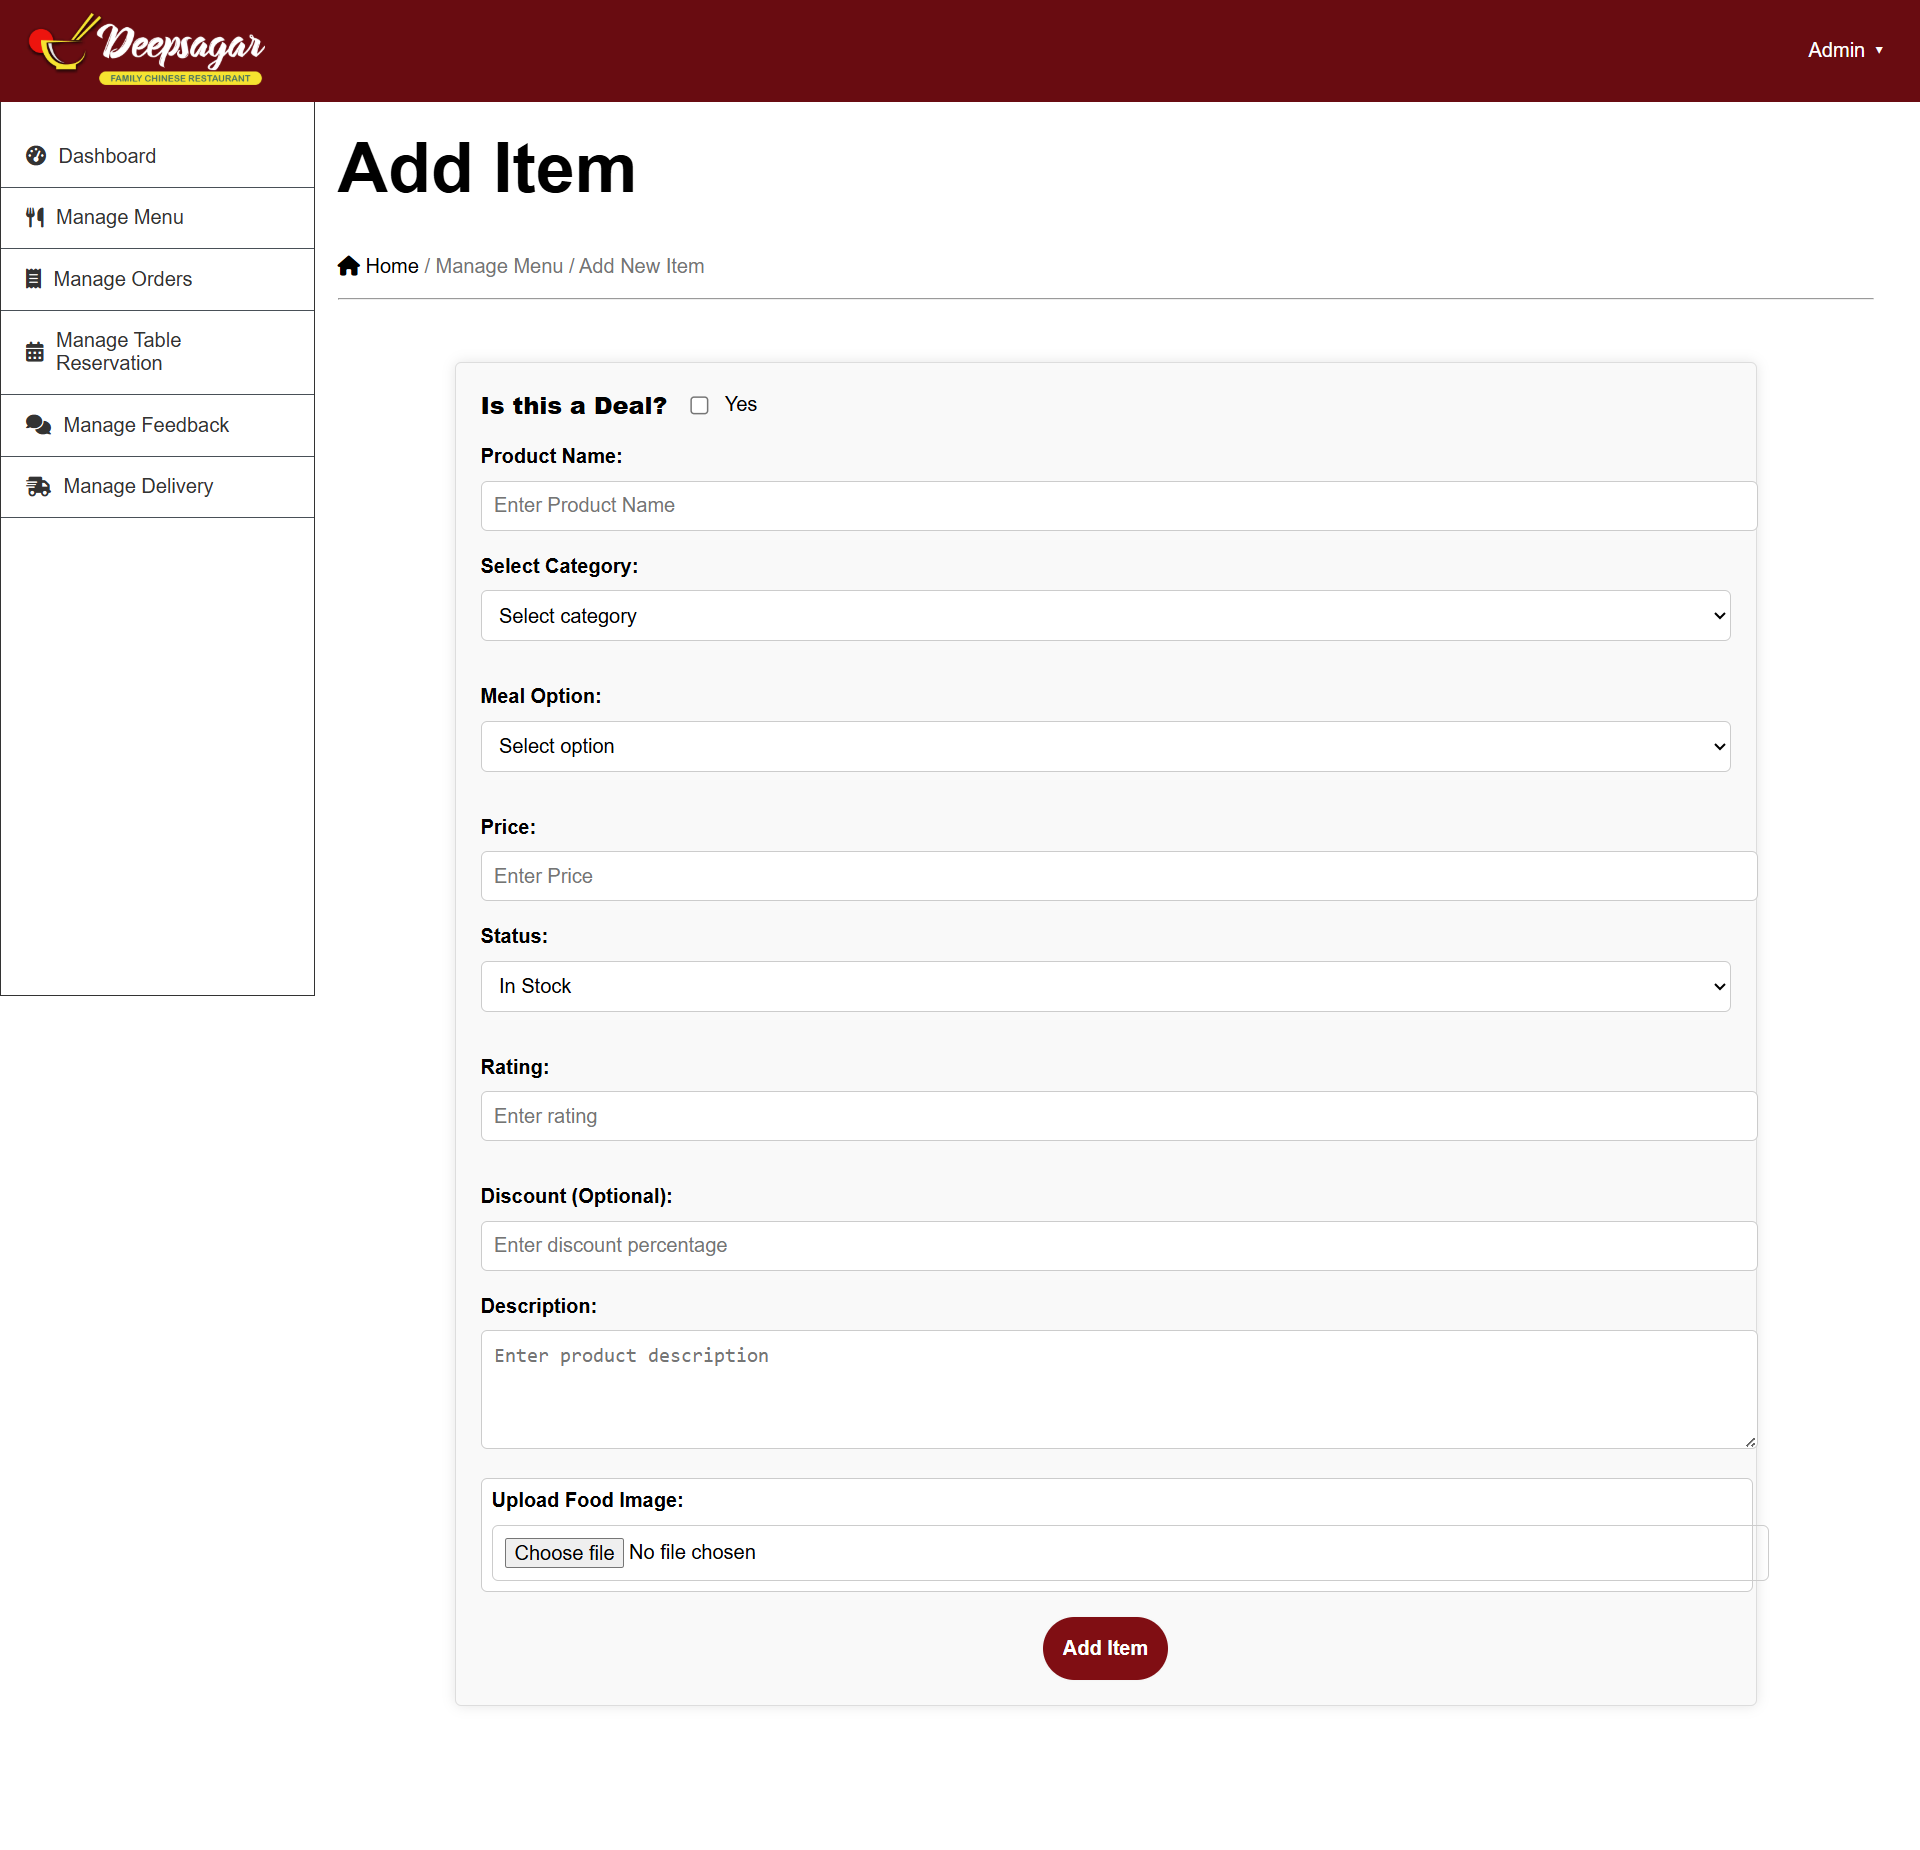 Deepsagar
FAMILY CHINESE RESTAURANT
Admin ▼
Dashboard
Manage Menu
Manage Orders
Manage Table
Reservation
Manage Feedback
Manage Delivery
Add Item
Home / Manage Menu / Add New Item
Is this a Deal? Yes
Product Name:
Enter Product Name
Select Category:
Select category
Meal Option:
Select option
Price:
Enter Price
Status:
In Stock
Rating:
Enter rating
Discount (Optional):
Enter discount percentage
Description:
Enter product description
Upload Food Image:
Choose file No file chosen
Add Item